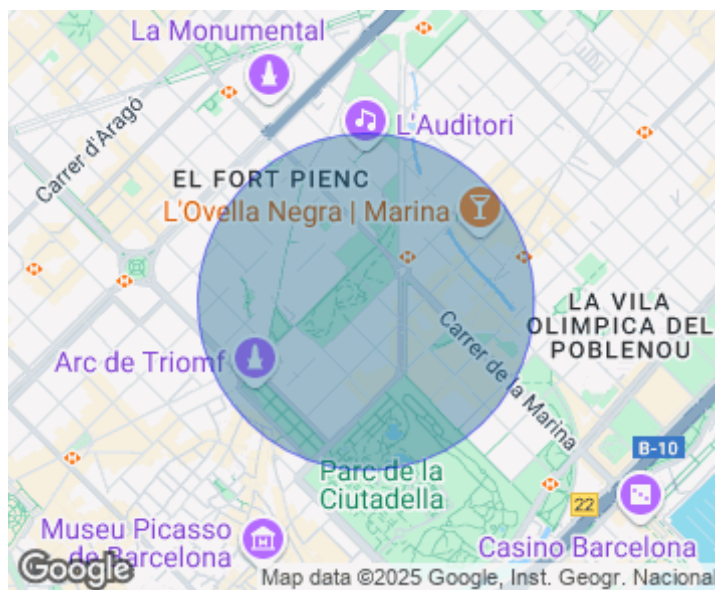 La Monumental
L'Auditori
Carrer d'Aragó
EL FORT PIENC
L'Ovella Negra | Marina
LA VILA
OLIMPICA DEL
POBLENOU
Arc de Triomf
Carrer de la Marina
B-10
Parc de la
Ciutadella
22
Museu Picasso
de Barcelona
Casino Barcelona
Google
Map data ©2025 Google, Inst. Geogr. Nacional